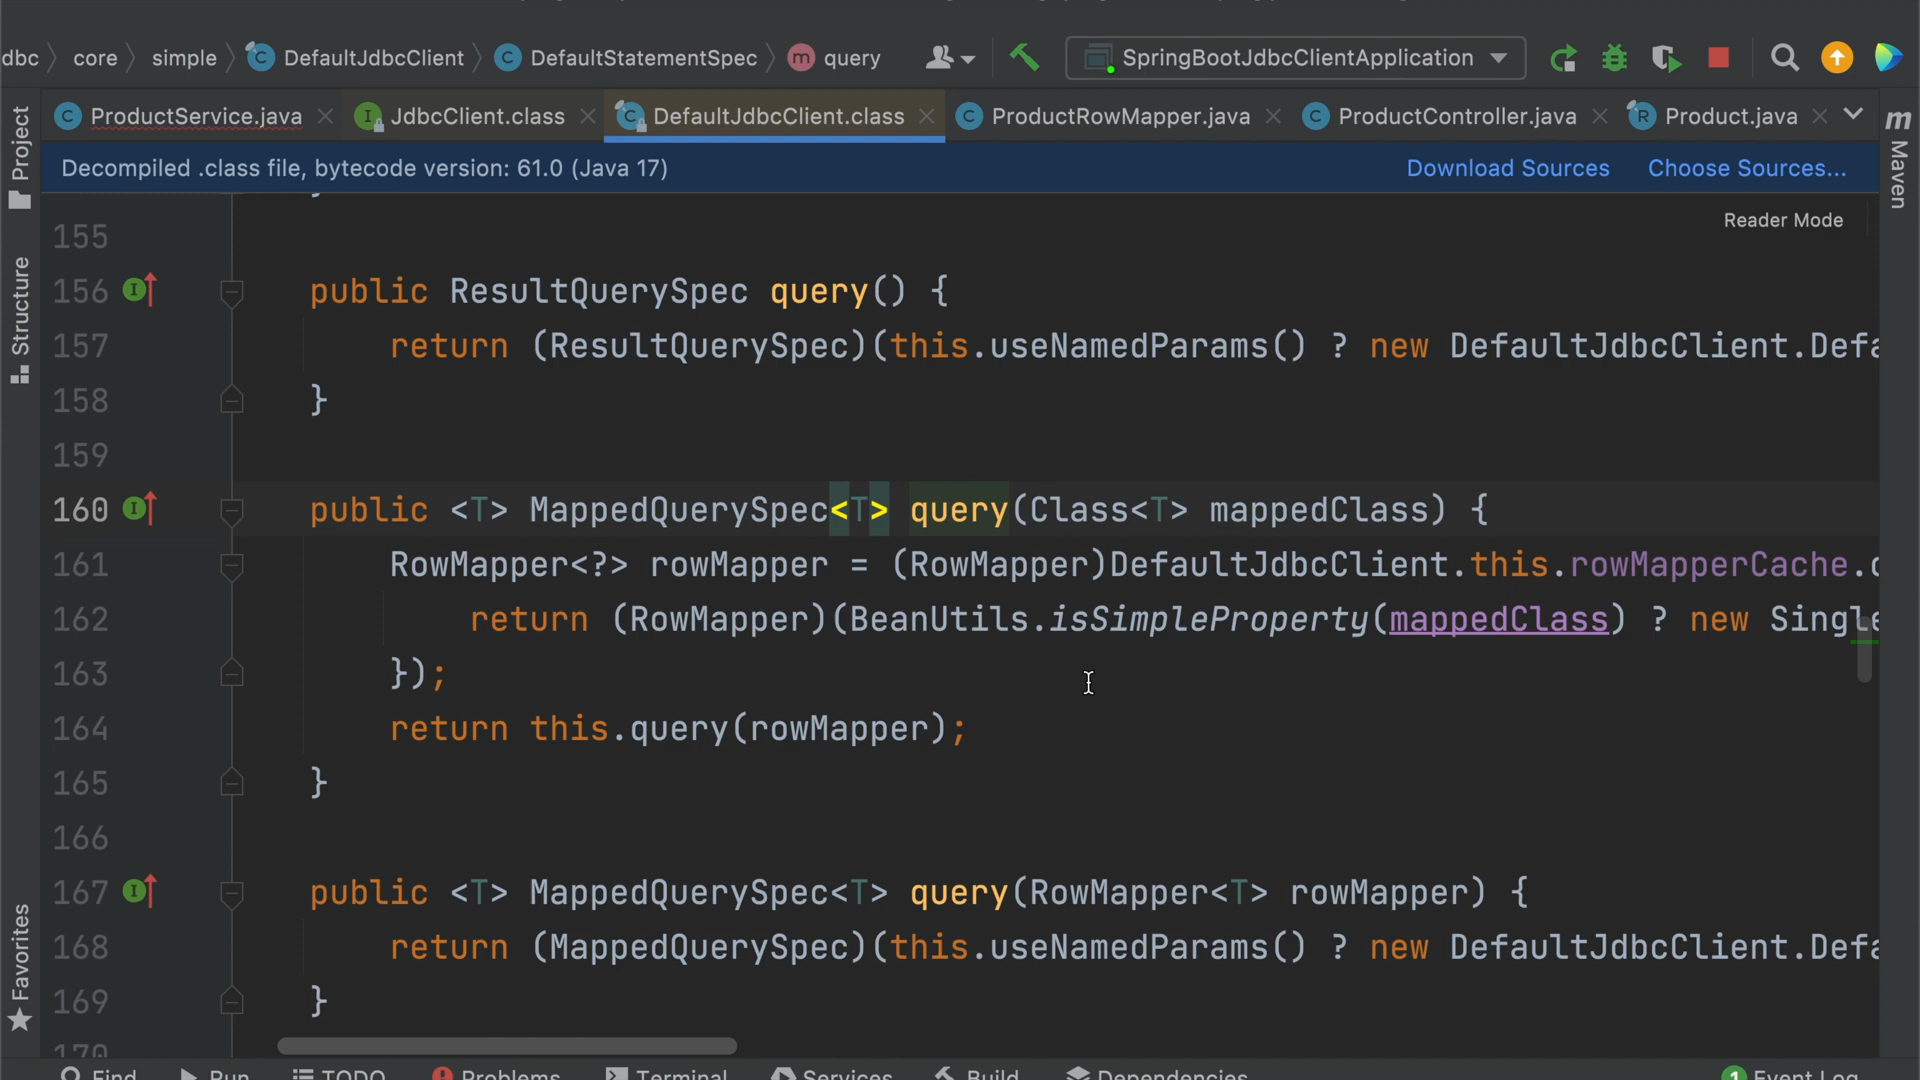 dbc core simple DefaultJdbcClient DefaultStatementSpec m query SpringBootJdbcClientApplication
ProductService.java JdbcClient.class DefaultJdbcClient.class ProductRowMapper.java ProductController.java Product.java
Decompiled .class file, bytecode version: 61.0 (Java 17) Download Sources Choose Sources...
Reader Mode
Project
Structure
Favorites
m Maven
155
156 public ResultQuerySpec query() {
157 return (ResultQuerySpec)(this.useNamedParams() ? new DefaultJdbcClient.Defa
158 }
159
160 public <T> MappedQuerySpec<T> query(Class<T> mappedClass) {
161 RowMapper<?> rowMapper = (RowMapper)DefaultJdbcClient.this.rowMapperCache.c
162 return (RowMapper)(BeanUtils.isSimpleProperty(mappedClass) ? new Single
163 });
164 return this.query(rowMapper);
165 }
166
167 public <T> MappedQuerySpec<T> query(RowMapper<T> rowMapper) {
168 return (MappedQuerySpec)(this.useNamedParams() ? new DefaultJdbcClient.Defa
169 }
170
Find Run TODO Problems Terminal Services Build Dependencies 1 Event Log